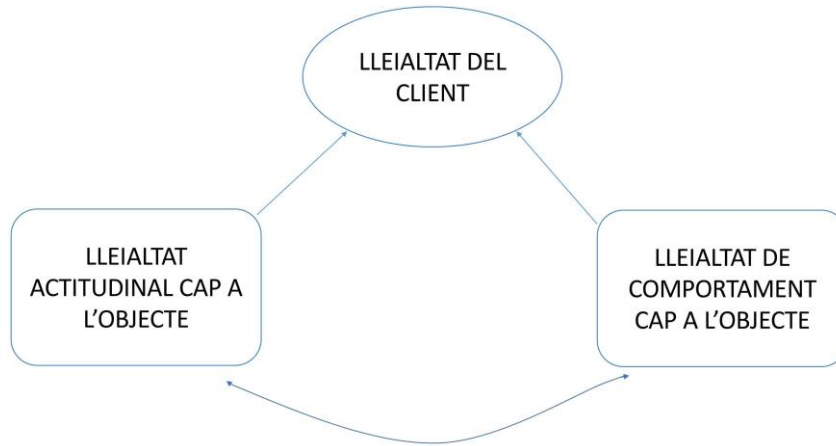 LLEIALTAT DEL
CLIENT
LLEIALTAT
ACTITUDINAL CAP A
L’OBJECTE
LLEIALTAT DE
COMPORTAMENT
CAP A L’OBJECTE